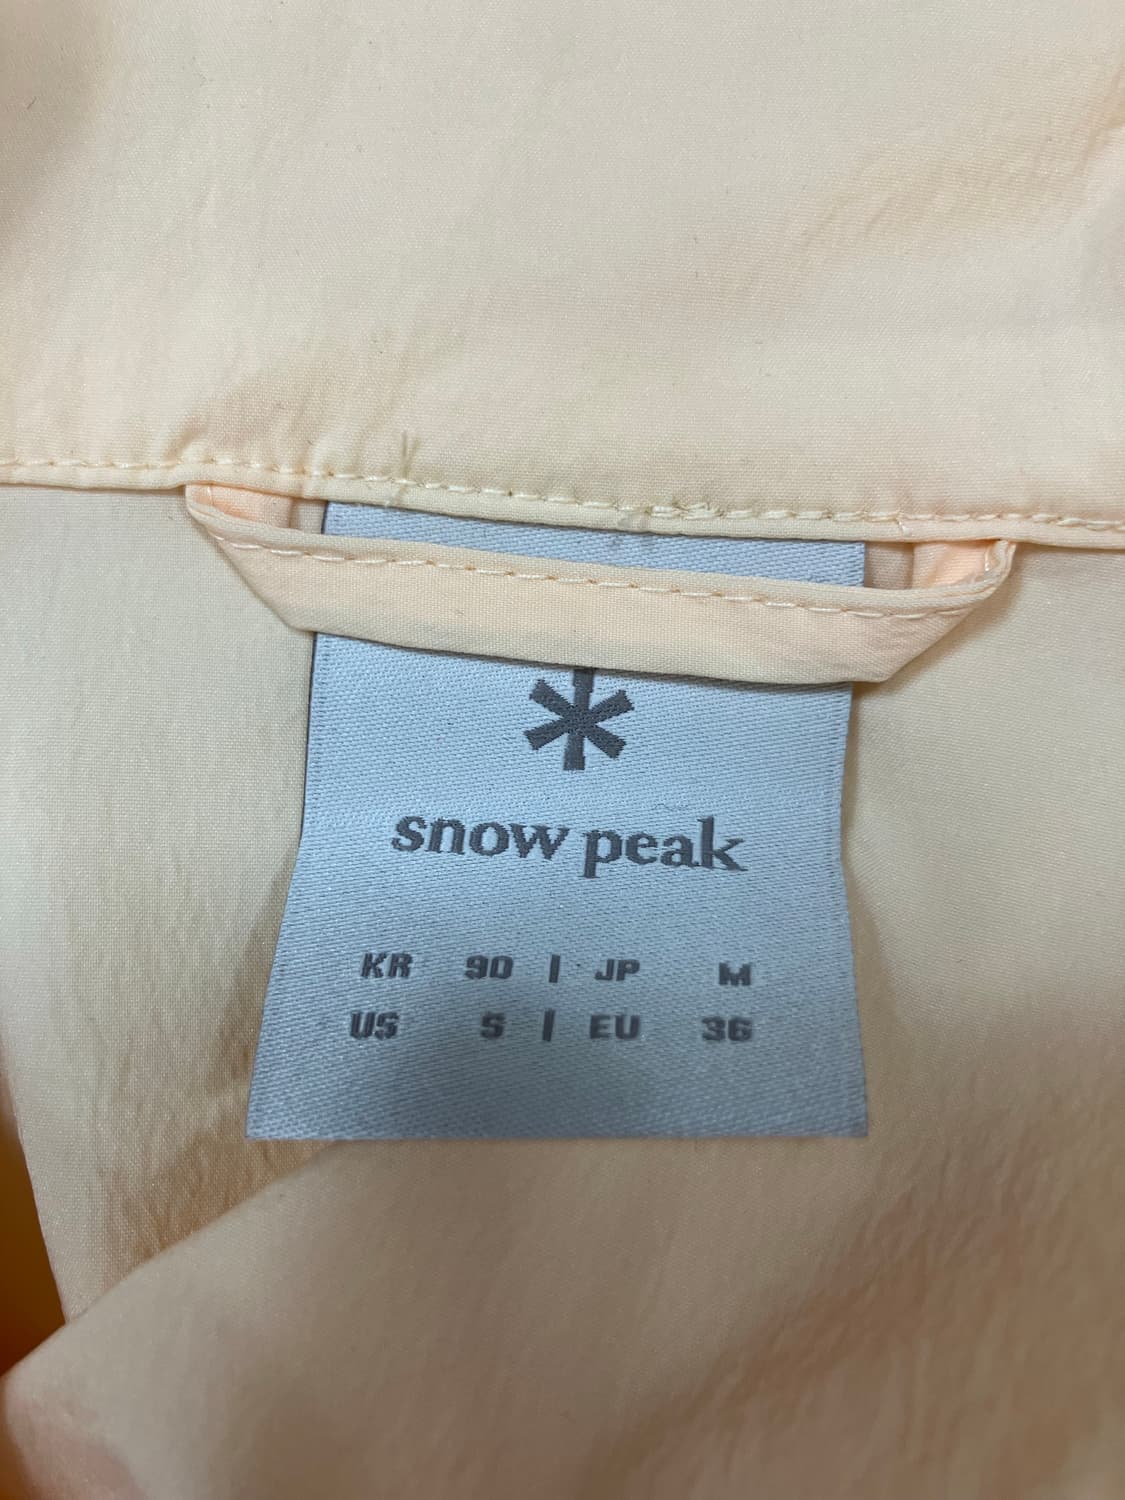 snow peak
KR 90 | JP M
US S | EU 36